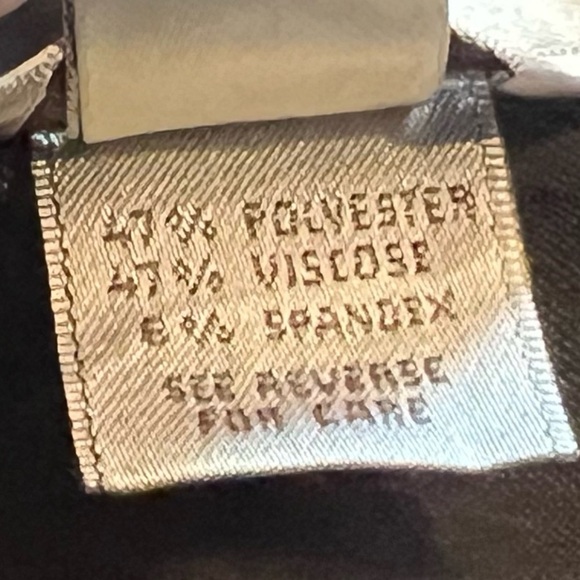 47% POLYESTER
47% VISCOSE
6% SPANDEX
SEE REVERSE
FOR CARE